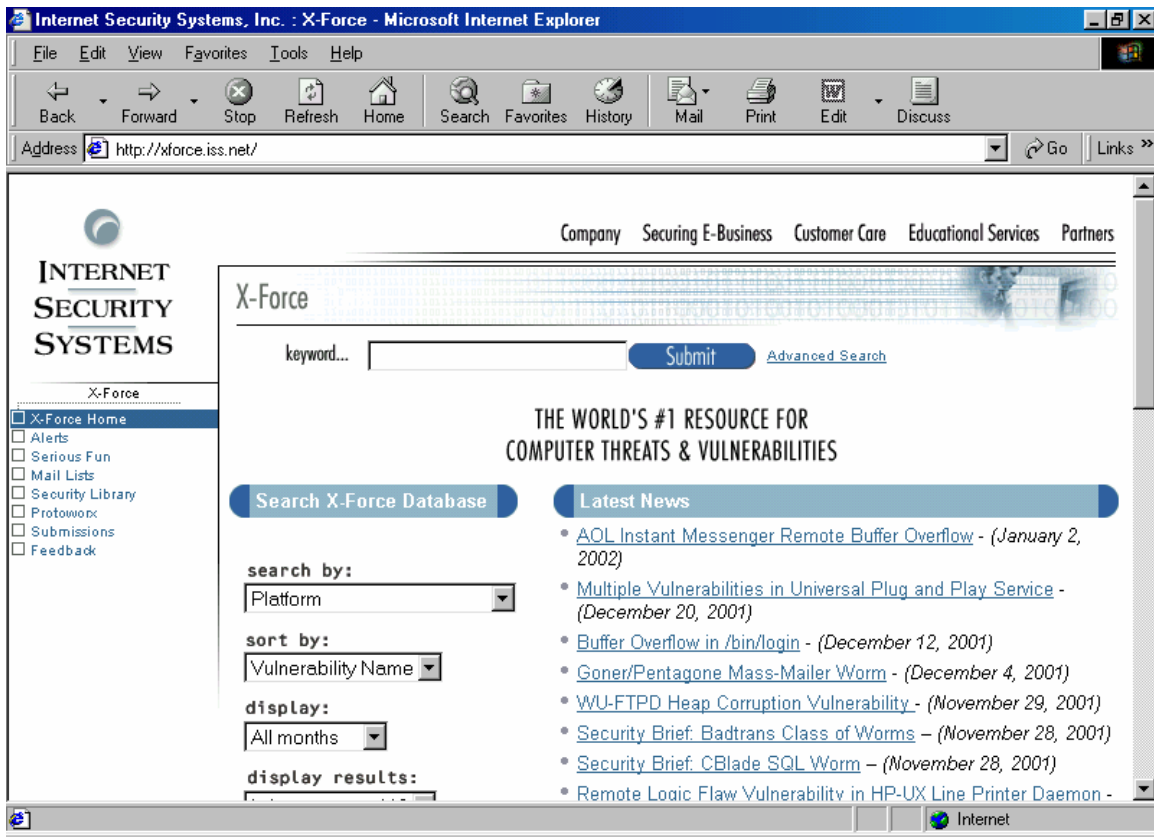 Internet Security Systems, Inc. : X-Force - Microsoft Internet Explorer
File Edit View Favorites Tools Help
Back Forward Stop Refresh Home Search Favorites History Mail Print Edit Discuss
Address http://xforce.iss.net/ Go Links »
INTERNET
SECURITY
SYSTEMS
Company Securing E-Business Customer Care Educational Services Partners
X-Force
keyword... Submit Advanced Search
X-Force
X-Force Home
Alerts
Serious Fun
Mail Lists
Security Library
Protoworx
Submissions
Feedback
THE WORLD'S #1 RESOURCE FOR
COMPUTER THREATS & VULNERABILITIES
Search X-Force Database
search by:
Platform
sort by:
Vulnerability Name
display:
All months
display results:
Latest News
AOL Instant Messenger Remote Buffer Overflow - (January 2,
2002)
Multiple Vulnerabilities in Universal Plug and Play Service -
(December 20, 2001)
Buffer Overflow in /bin/login - (December 12, 2001)
Goner/Pentagone Mass-Mailer Worm - (December 4, 2001)
WU-FTPD Heap Corruption Vulnerability - (November 29, 2001)
Security Brief: Badtrans Class of Worms – (November 28, 2001)
Security Brief: CBlade SQL Worm – (November 28, 2001)
Remote Logic Flaw Vulnerability in HP-UX Line Printer Daemon -
Internet